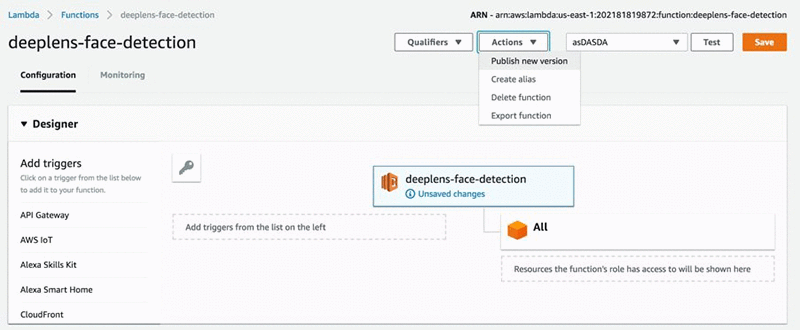 Lambda > Functions > deeplens-face-detection
ARN - arn:aws:lambda:us-east-1:202181819872:function:deeplens-face-detection
deeplens-face-detection
Qualifiers ▼
Actions ▼
asDASDA ▼
Test
Save
Publish new version
Create alias
Delete function
Export function
Configuration
Monitoring
▼ Designer
Add triggers
Click on a trigger from the list below
to add it to your function.
API Gateway
AWS IoT
Alexa Skills Kit
Alexa Smart Home
CloudFront
deeplens-face-detection
Unsaved changes
Add triggers from the list on the left
All
Resources the function's role has access to will be shown here